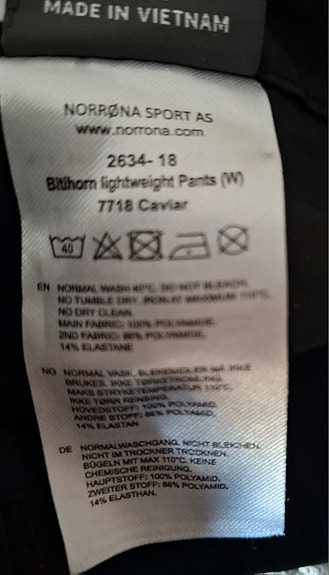 MADE IN VIETNAM
NORRØNA SPORT AS
www.norrona.com
2634- 18
Bitihorn lightweight Pants (W)
7718 Caviar
40
EN NORMAL WASH 40°C. DO NOT BLEACH.
NO TUMBLE DRY. IRON AT MAXIMUM 110°C.
NO DRY CLEAN.
MAIN FABRIC: 100% POLYAMIDE.
2ND FABRIC: 86% POLYAMIDE,
14% ELASTANE
NO NORMAL VASK. BLEKEMIDLER MÅ IKKE
BRUKES. IKKE TØRKETROMLING.
MAKS STRYKETEMPERATUR 110°C.
IKKE TØRR RENSING.
HOVEDSTOFF: 100% POLYAMID.
ANDRE STOFF: 86% POLYAMID,
14% ELASTAN
DE NORMALWASCHGANG. NICHT BLEICHEN.
NICHT IM TROCKNER TROCKNEN.
BÜGELN MIT MAX 110°C. KEINE
CHEMISCHE REINIGUNG.
HAUPTSTOFF: 100% POLYAMID.
ZWEITER STOFF: 86% POLYAMID,
14% ELASTHAN.